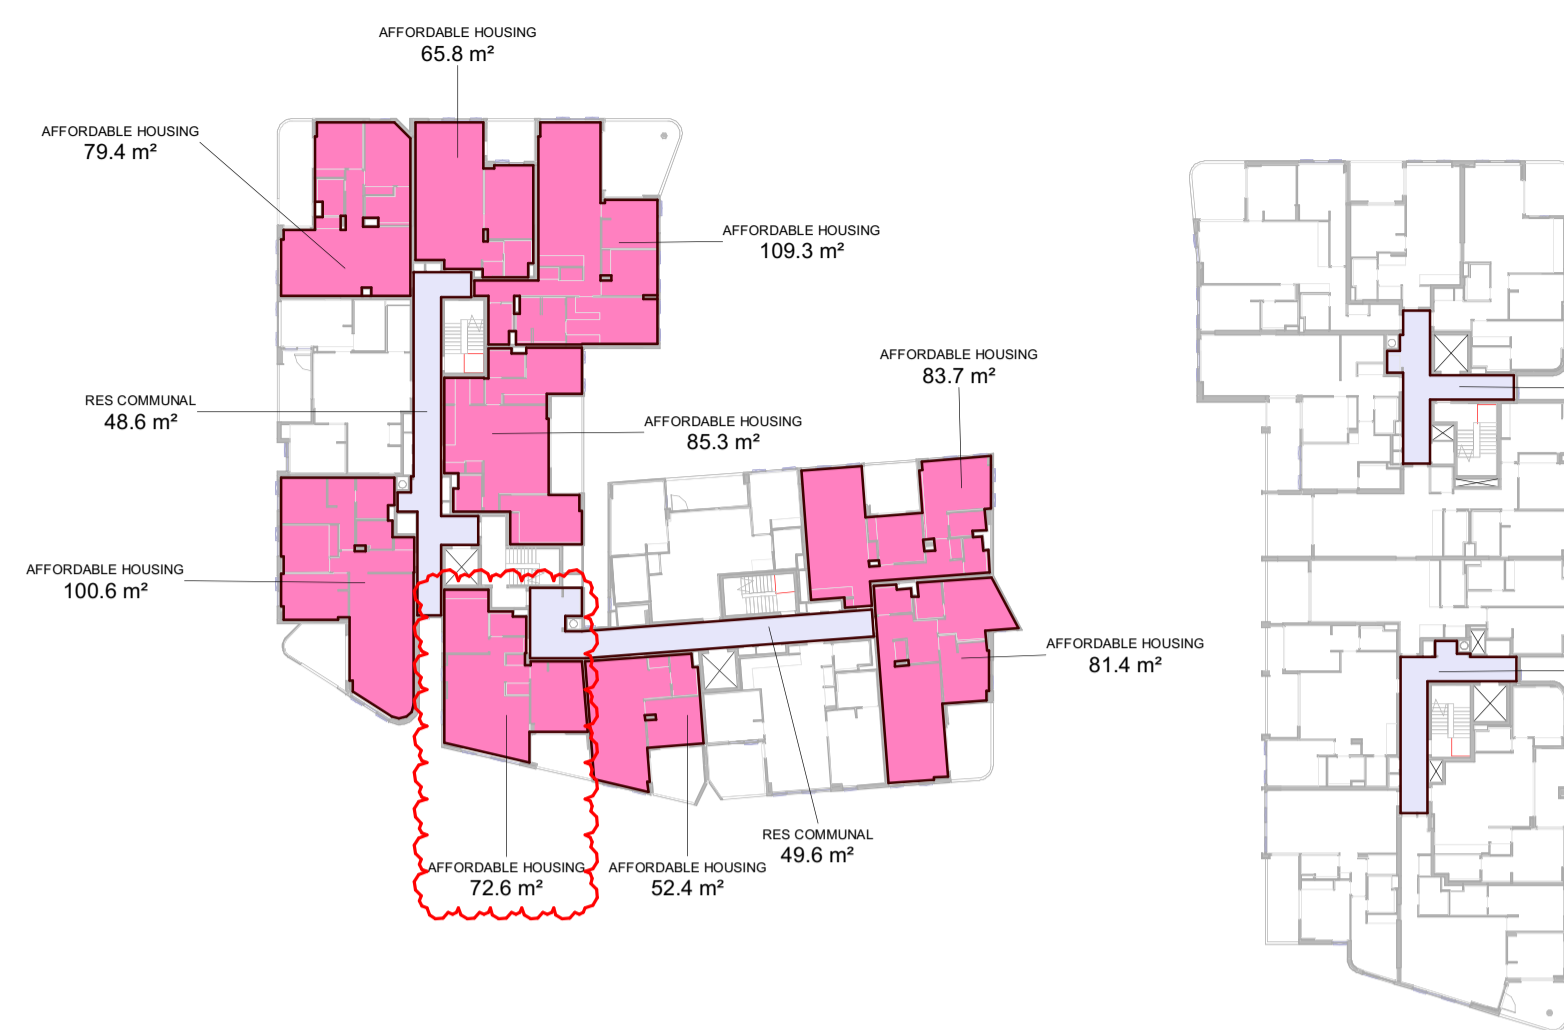 AFFORDABLE HOUSING
65.8 m²
AFFORDABLE HOUSING
79.4 m²
AFFORDABLE HOUSING
109.3 m²
AFFORDABLE HOUSING
83.7 m²
RES COMMUNAL
48.6 m²
AFFORDABLE HOUSING
85.3 m²
AFFORDABLE HOUSING
100.6 m²
AFFORDABLE HOUSING
81.4 m²
RES COMMUNAL
49.6 m²
AFFORDABLE HOUSING
72.6 m²
AFFORDABLE HOUSING
52.4 m²